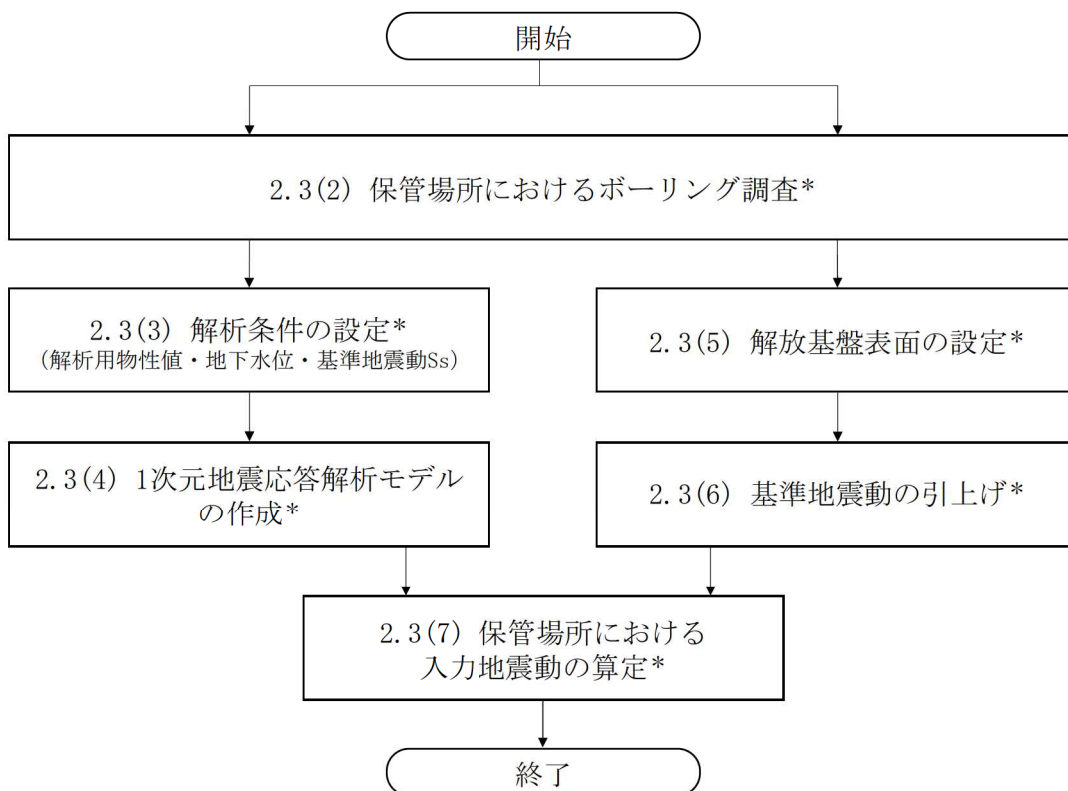 開始
2.3(2) 保管場所におけるボーリング調査*
2.3(3) 解析条件の設定*
(解析用物性値・地下水位・基準地震動Ss)
2.3(5) 解放基盤表面の設定*
2.3(4) 1次元地震応答解析モデル
の作成*
2.3(6) 基準地震動の引上げ*
2.3(7) 保管場所における
入力地震動の算定*
終了